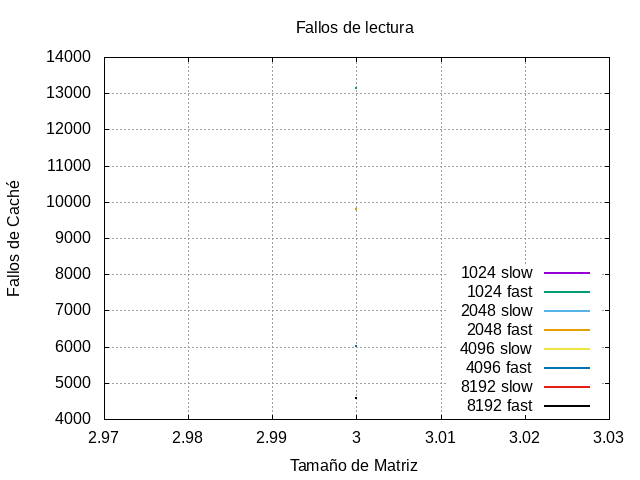 Fallos de lectura
14000
13000
12000
11000
10000
9000
8000
7000
6000
5000
4000
Fallos de Caché
1024 slow
1024 fast
2048 slow
2048 fast
4096 slow
4096 fast
8192 slow
8192 fast
2.97 2.98 2.99 3 3.01 3.02 3.03
Tamaño de Matriz